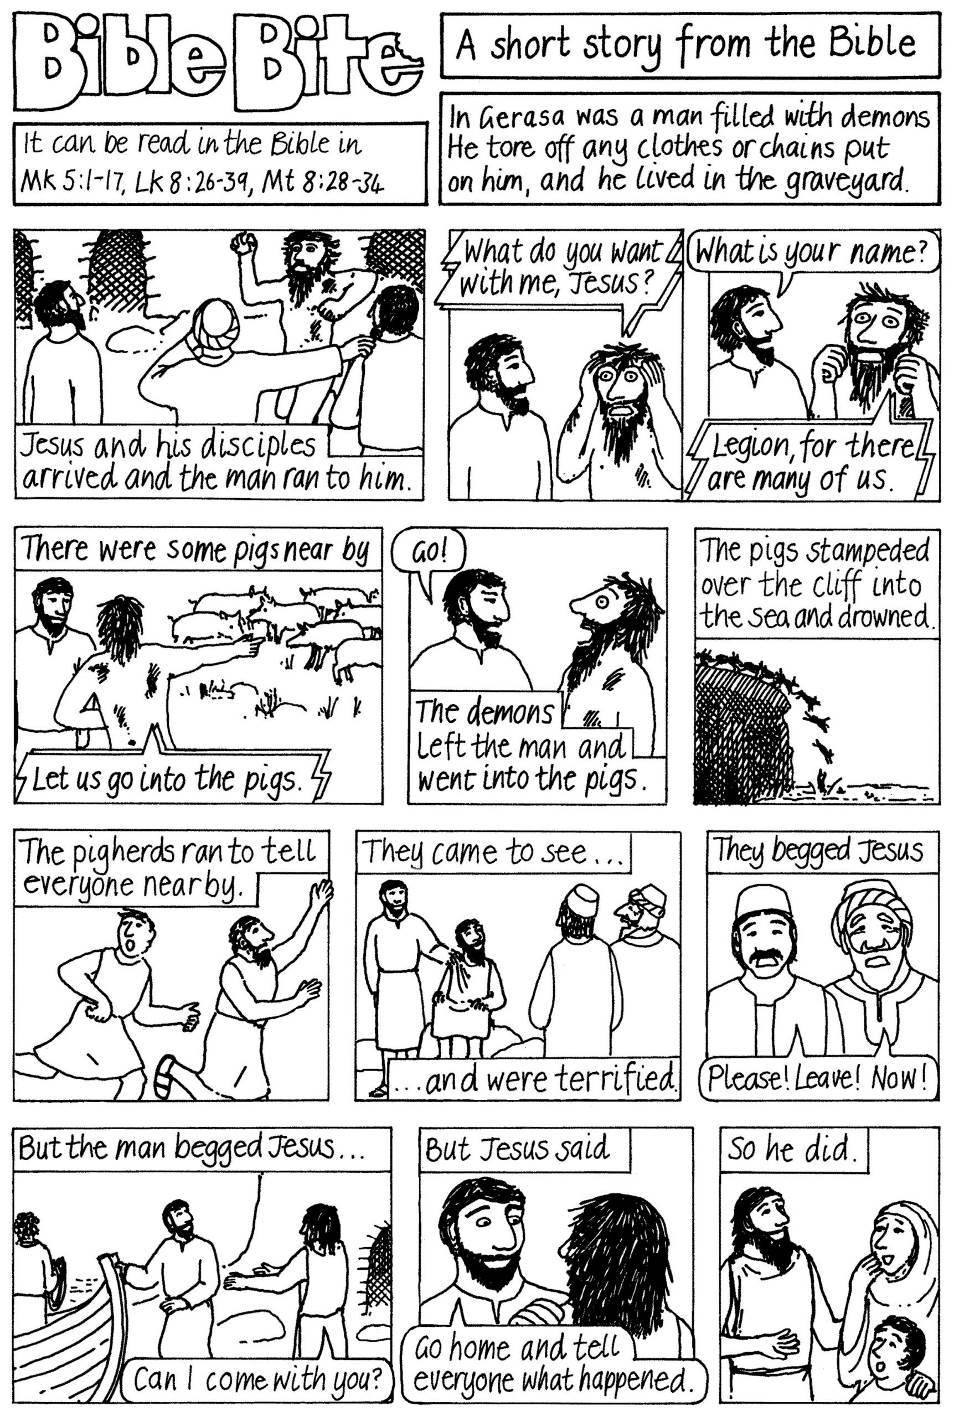 Bible Bite
A short story from the Bible
It can be read in the Bible in
Mk 5:1-17, Lk 8:26-39, Mt 8:28-34
In Gerasa was a man filled with demons
He tore off any clothes or chains put
on him, and he lived in the graveyard.
Jesus and his disciples
arrived and the man ran to him.
What do you want
with me, Jesus?
What is your name?
Legion, for there
are many of us.
There were some pigs near by
Let us go into the pigs.
Go!
The demons
left the man and
went into the pigs.
The pigs stampeded
over the cliff into
the sea and drowned.
The pigherds ran to tell
everyone near by.
They came to see...
...and were terrified.
They begged Jesus
Please! Leave! Now!
But the man begged Jesus...
Can I come with you?
But Jesus said
Go home and tell
everyone what happened.
So he did.